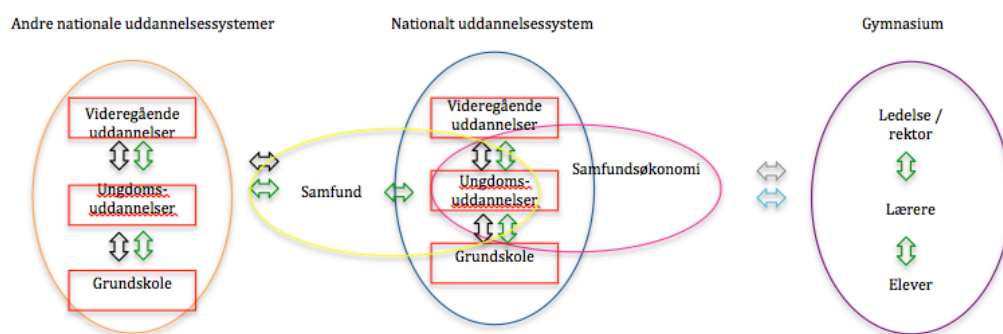 Andre nationale uddannelsessystemer
Nationalt uddannelsessystem
Gymnasium
Videregående
uddannelser
Ungdoms-
uddannelser
Grundskole
Samfund
Videregående
uddannelser
Ungdoms-
uddannelser
Grundskole
Samfundsøkonomi
Ledelse /
rektor
Lærere
Elever